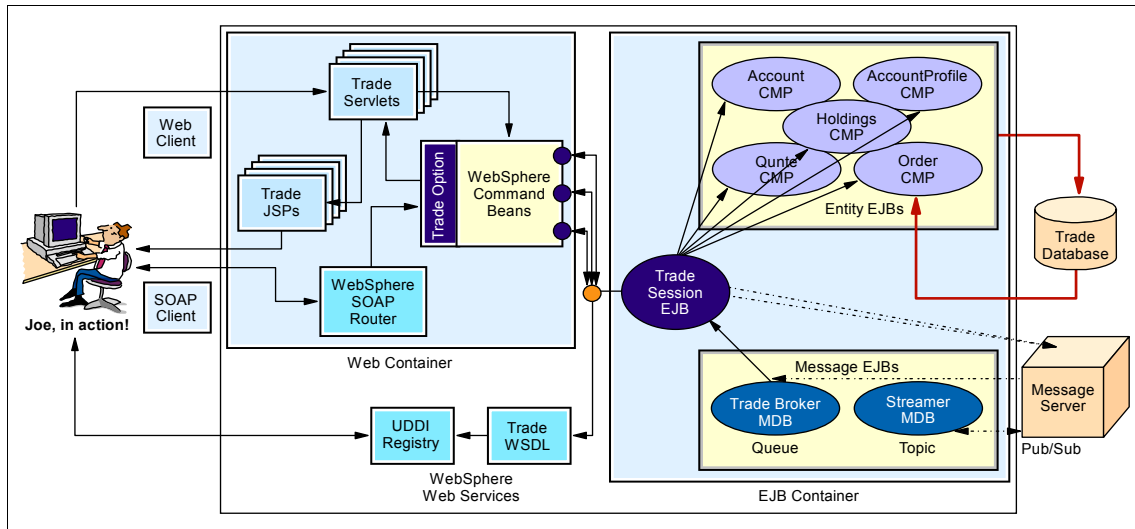 Web
Client
SOAP
Client
Joe, in action!
Trade
Servlets
Trade
JSPs
Trade Option
WebSphere
Command
Beans
WebSphere
SOAP
Router
Web Container
UDDI
Registry
Trade
WSDL
WebSphere
Web Services
Account
CMP
AccountProfile
CMP
Holdings
CMP
Qunte
CMP
Order
CMP
Entity EJBs
Trade
Session
EJB
Message EJBs
Trade Broker
MDB
Streamer
MDB
Queue
Topic
EJB Container
Trade
Database
Message
Server
Pub/Sub